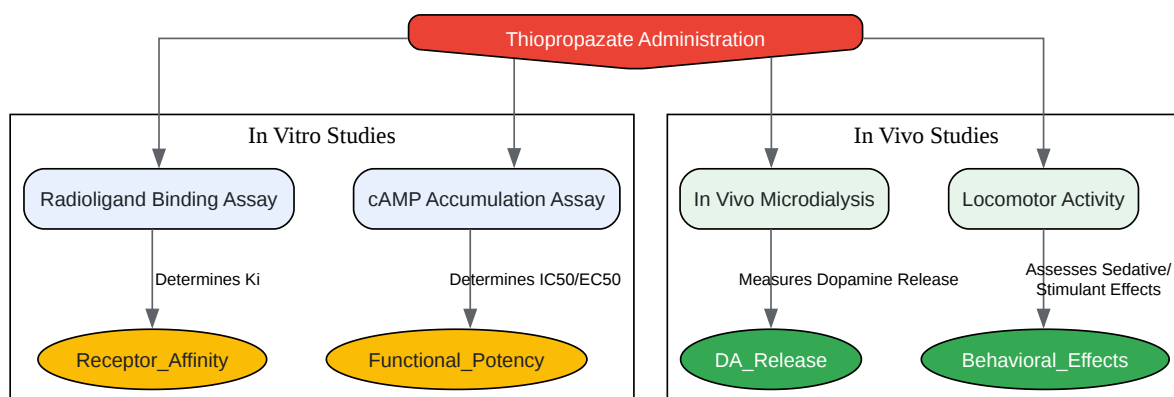 Thiopropazate Administration
In Vitro Studies
In Vivo Studies
Radioligand Binding Assay
cAMP Accumulation Assay
In Vivo Microdialysis
Locomotor Activity
Determines Ki
Determines IC50/EC50
Measures Dopamine Release
Assesses Sedative/
Stimulant Effects
Receptor_Affinity
Functional_Potency
DA_Release
Behavioral_Effects